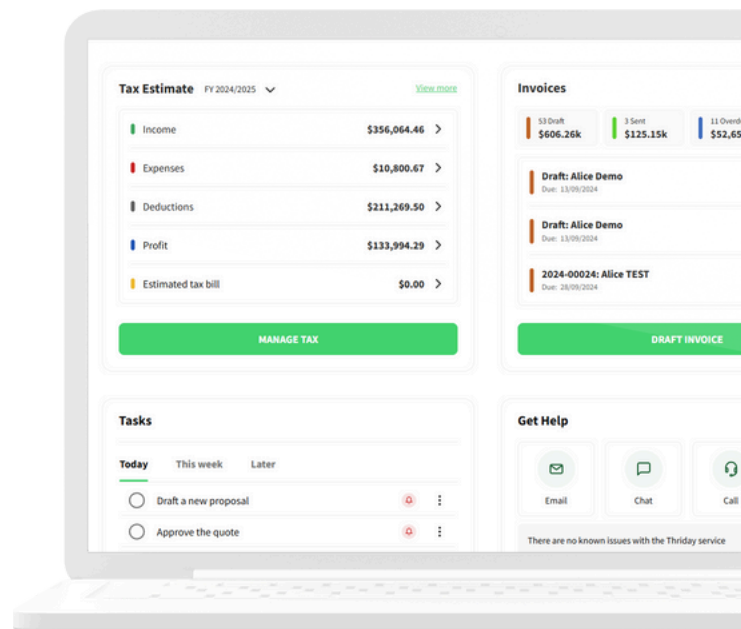 Tax Estimate FY 2024/2025 View more
Income $356,064.46
Expenses $10,800.67
Deductions $211,269.50
Profit $133,994.29
Estimated tax bill $0.00
MANAGE TAX
Invoices
53 Draft 3 Sent 11 Overd
$606.26k $125.15k $52,65
Draft: Alice Demo
Due: 13/09/2024
Draft: Alice Demo
Due: 13/09/2024
2024-00024: Alice TEST
Due: 28/09/2024
DRAFT INVOICE
Tasks
Today This week Later
Draft a new proposal
Approve the quote
Get Help
Email Chat Call
There are no known issues with the Thriday service